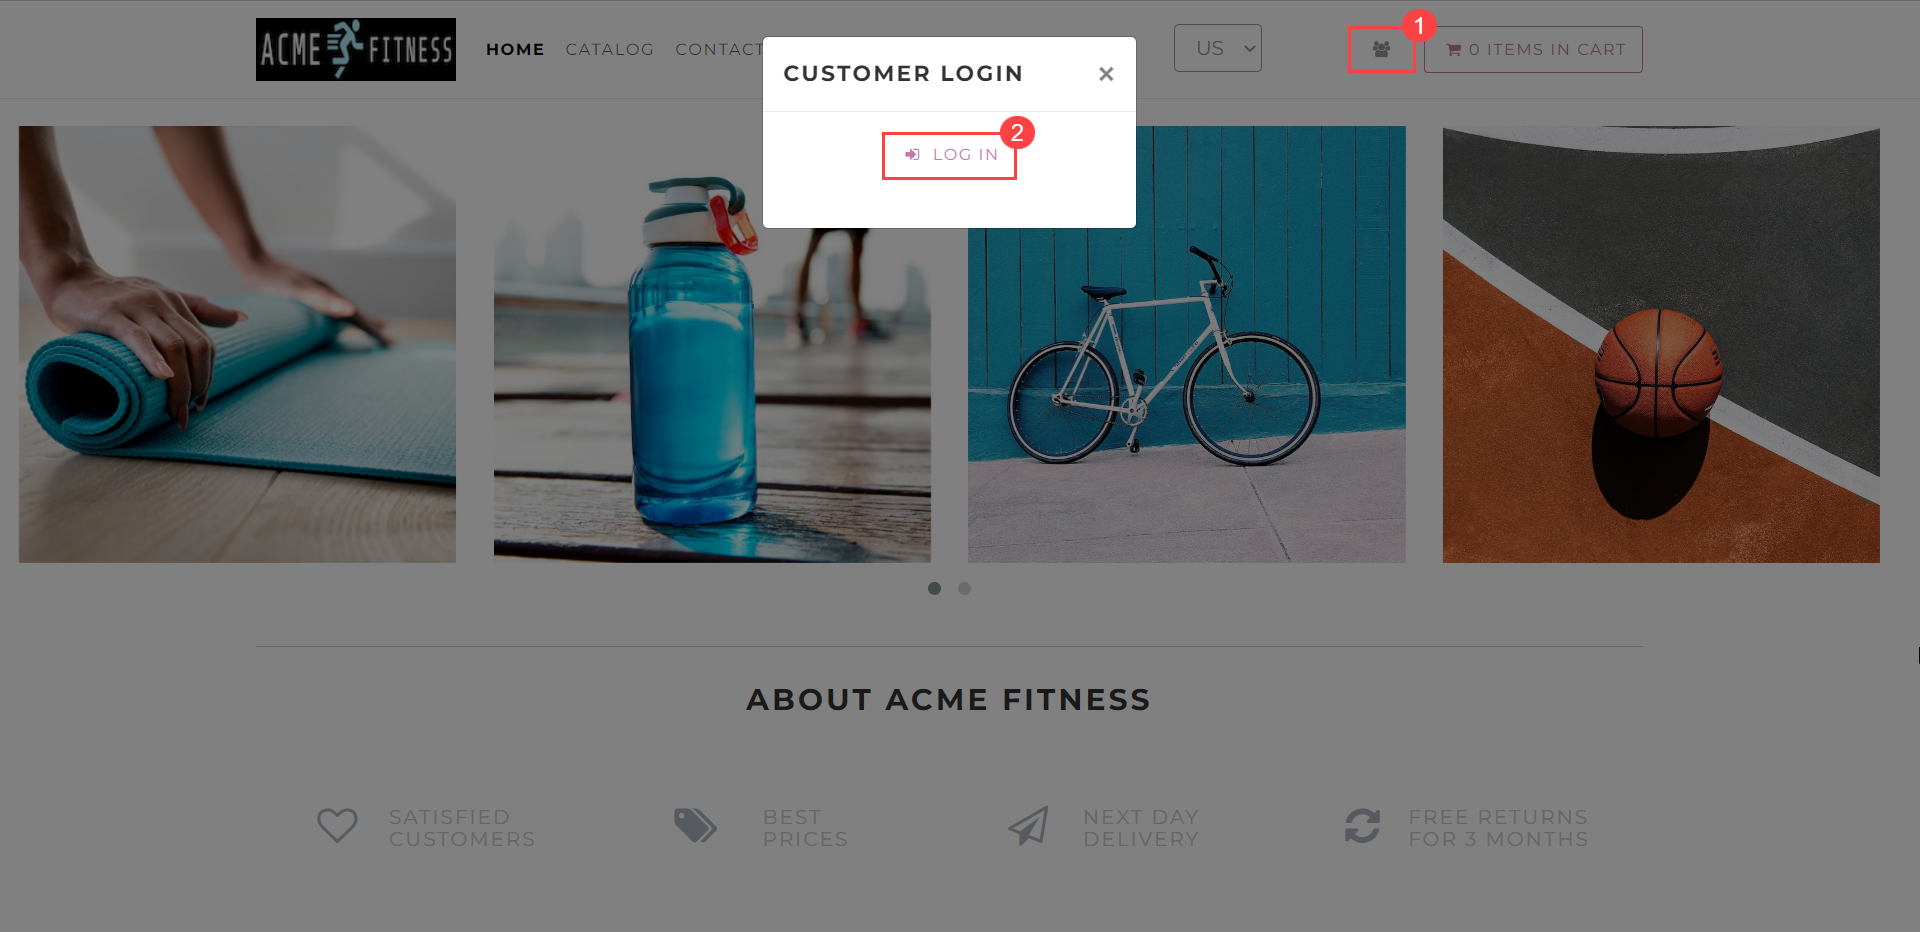 ACME FITNESS
HOME CATALOG CONTACT
US
1
0 ITEMS IN CART
CUSTOMER LOGIN
×
2
LOG IN
ABOUT ACME FITNESS
SATISFIED
CUSTOMERS
BEST
PRICES
NEXT DAY
DELIVERY
FREE RETURNS
FOR 3 MONTHS